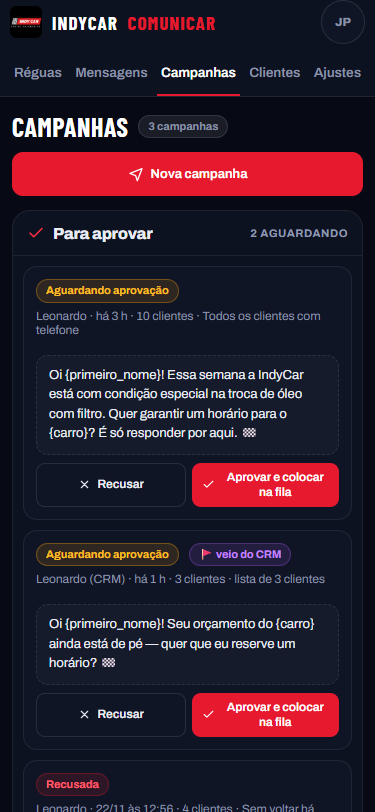 INDYCAR COMUNICAR
JP
Réguas Mensagens Campanhas Clientes Ajustes
CAMPANHAS 3 campanhas
Nova campanha
Para aprovar 2 AGUARDANDO
Aguardando aprovação
Leonardo · há 3 h · 10 clientes · Todos os clientes com
telefone
Oi {primeiro_nome}! Essa semana a IndyCar
está com condição especial na troca de óleo
com filtro. Quer garantir um horário para o
{carro}? É só responder por aqui. 🏁
Recusar
Aprovar e colocar
na fila
Aguardando aprovação 🚩 veio do CRM
Leonardo (CRM) · há 1 h · 3 clientes · lista de 3 clientes
Oi {primeiro_nome}! Seu orçamento do {carro}
ainda está de pé — quer que eu reserve um
horário? 🏁
Recusar
Aprovar e colocar
na fila
Recusada
Leonardo · 22/11 às 12:56 · 4 clientes · Sem voltar há